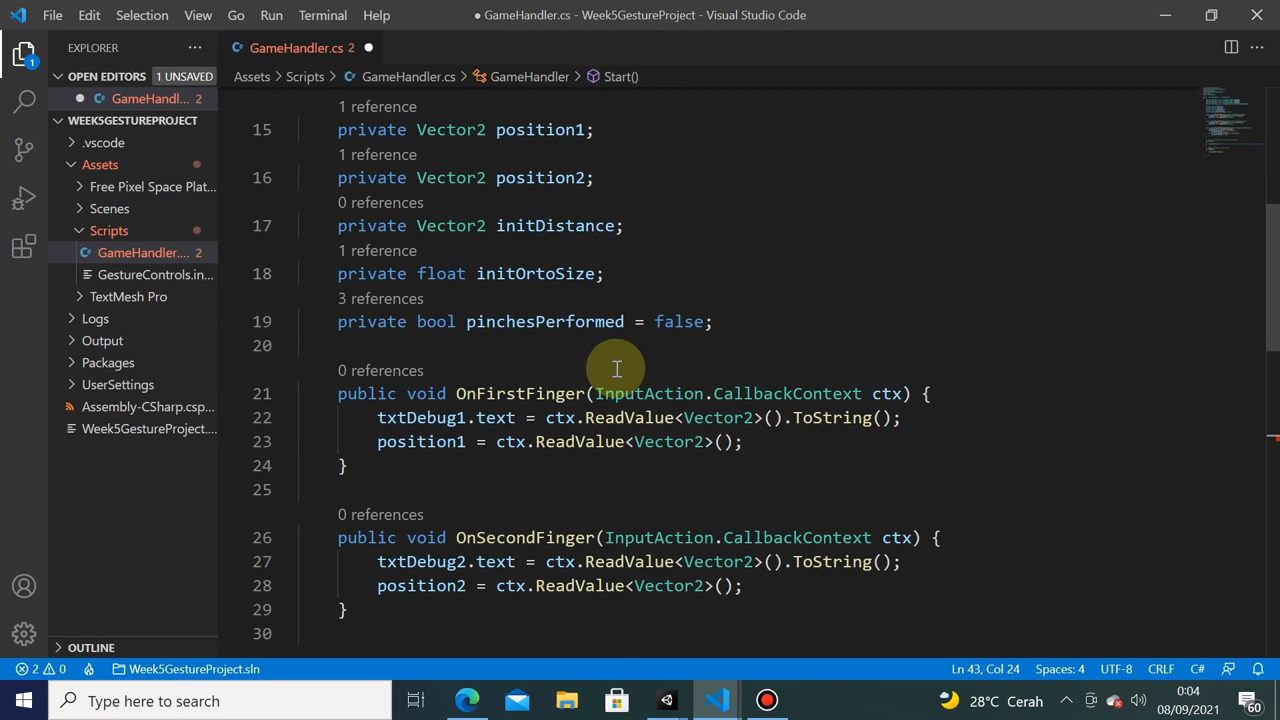 File Edit Selection View Go Run Terminal Help
● GameHandler.cs - Week5GestureProject - Visual Studio Code
EXPLORER
GameHandler.cs 2
OPEN EDITORS 1 UNSAVED
GameHandl... 2
WEEK5GESTUREPROJECT
.vscode
Assets
Free Pixel Space Plat...
Scenes
Scripts
GameHandler.... 2
GestureControls.in...
TextMesh Pro
Logs
Output
Packages
UserSettings
Assembly-CSharp.csp...
Week5GestureProject....
OUTLINE
1
Assets > Scripts > GameHandler.cs > GameHandler > Start()
1 reference
15 private Vector2 position1;
1 reference
16 private Vector2 position2;
0 references
17 private Vector2 initDistance;
1 reference
18 private float initOrtoSize;
3 references
19 private bool pinchesPerformed = false;
20
0 references
21 public void OnFirstFinger(InputAction.CallbackContext ctx) {
22 txtDebug1.text = ctx.ReadValue<Vector2>().ToString();
23 position1 = ctx.ReadValue<Vector2>();
24 }
25
0 references
26 public void OnSecondFinger(InputAction.CallbackContext ctx) {
27 txtDebug2.text = ctx.ReadValue<Vector2>().ToString();
28 position2 = ctx.ReadValue<Vector2>();
29 }
30
2 0 Week5GestureProject.sln
Ln 43, Col 24 Spaces: 4 UTF-8 CRLF C#
Type here to search
28°C Cerah
0:04
08/09/2021
60